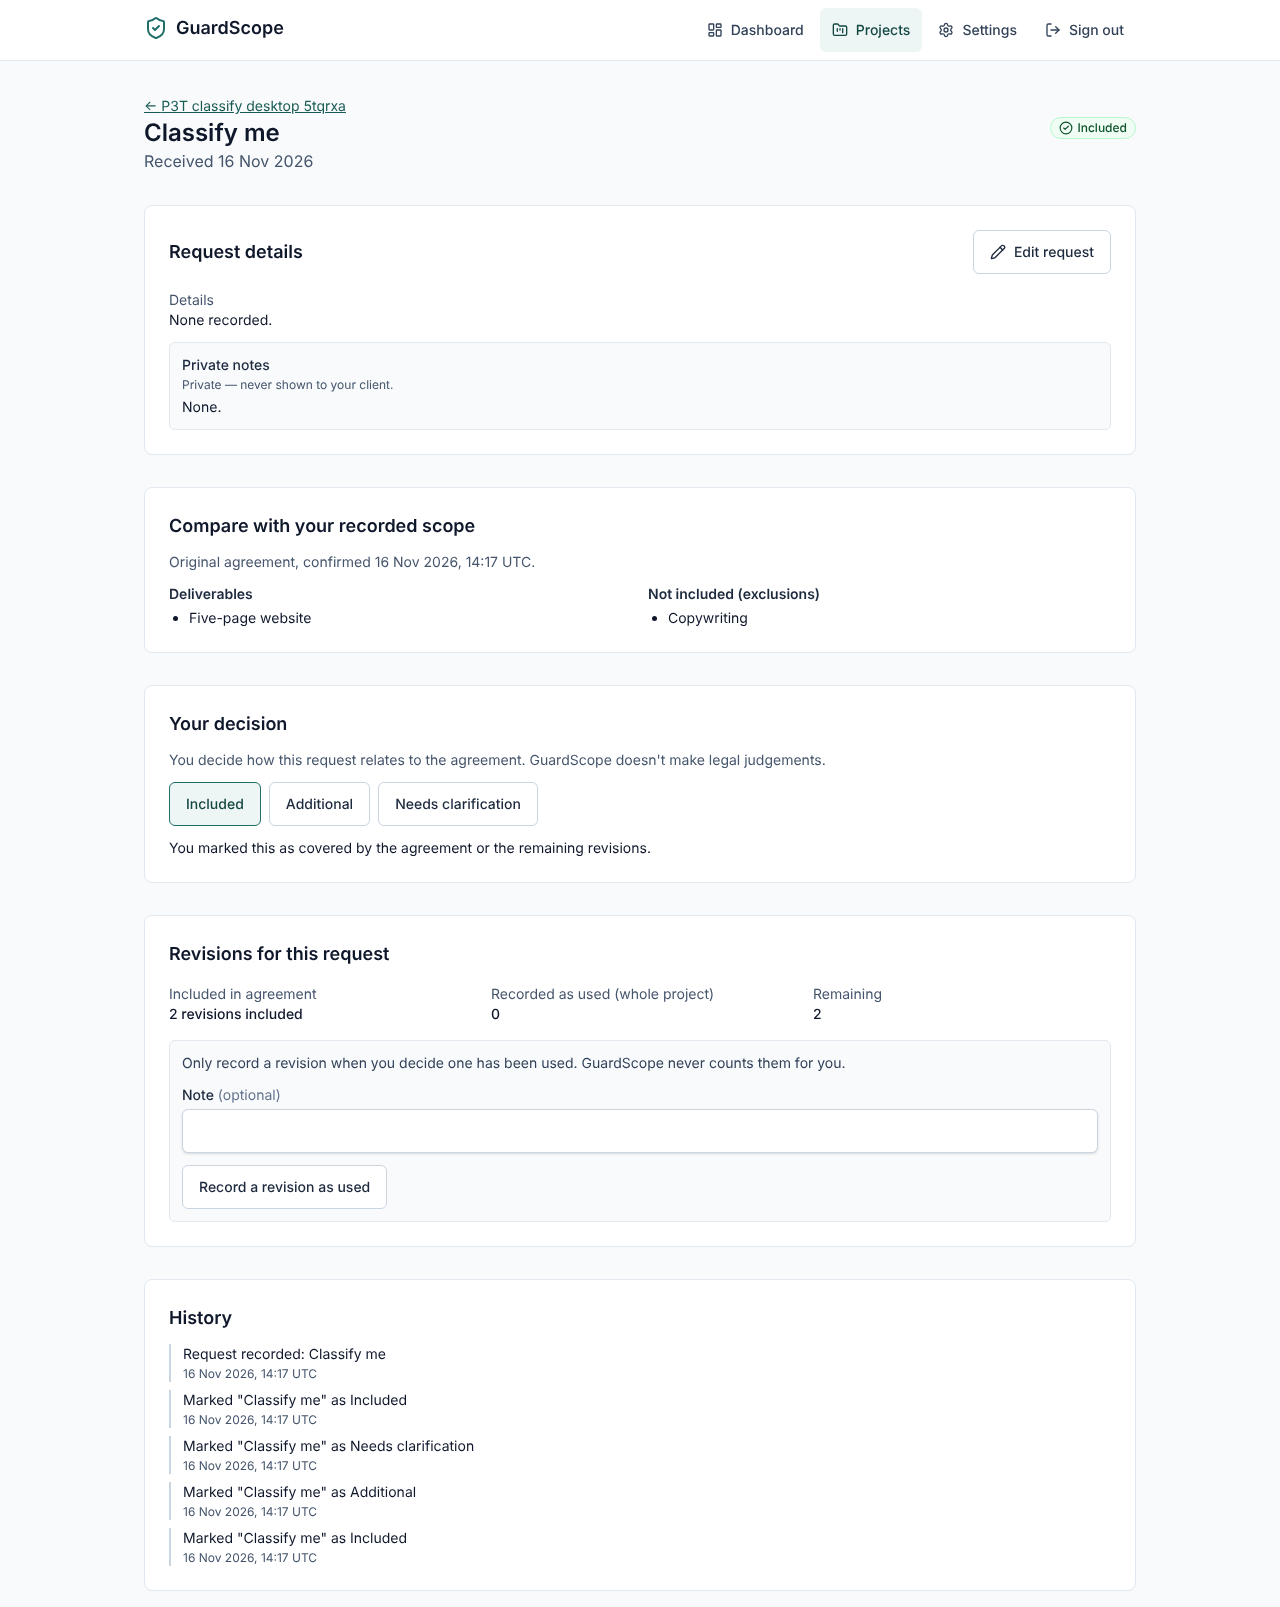 GuardScope
Dashboard
Projects
Settings
Sign out
← P3T classify desktop 5tqrxa
Classify me
Included
Received 16 Nov 2026
Request details
Edit request
Details
None recorded.
Private notes
Private — never shown to your client.
None.
Compare with your recorded scope
Original agreement, confirmed 16 Nov 2026, 14:17 UTC.
Deliverables
• Five-page website
Not included (exclusions)
• Copywriting
Your decision
You decide how this request relates to the agreement. GuardScope doesn't make legal judgements.
Included
Additional
Needs clarification
You marked this as covered by the agreement or the remaining revisions.
Revisions for this request
Included in agreement
2 revisions included
Recorded as used (whole project)
0
Remaining
2
Only record a revision when you decide one has been used. GuardScope never counts them for you.
Note (optional)
Record a revision as used
History
Request recorded: Classify me
16 Nov 2026, 14:17 UTC
Marked "Classify me" as Included
16 Nov 2026, 14:17 UTC
Marked "Classify me" as Needs clarification
16 Nov 2026, 14:17 UTC
Marked "Classify me" as Additional
16 Nov 2026, 14:17 UTC
Marked "Classify me" as Included
16 Nov 2026, 14:17 UTC